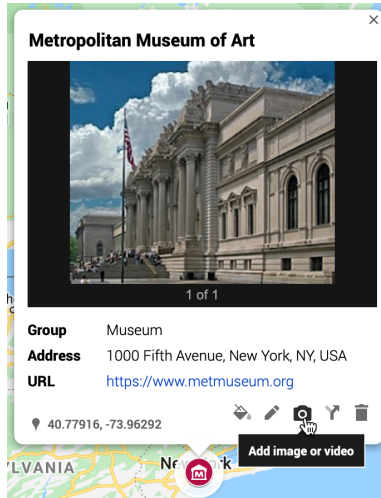 Metropolitan Museum of Art
1 of 1
Group Museum
Address 1000 Fifth Avenue, New York, NY, USA
URL https://www.metmuseum.org
40.77916, -73.96292
Add image or video
LVANIA